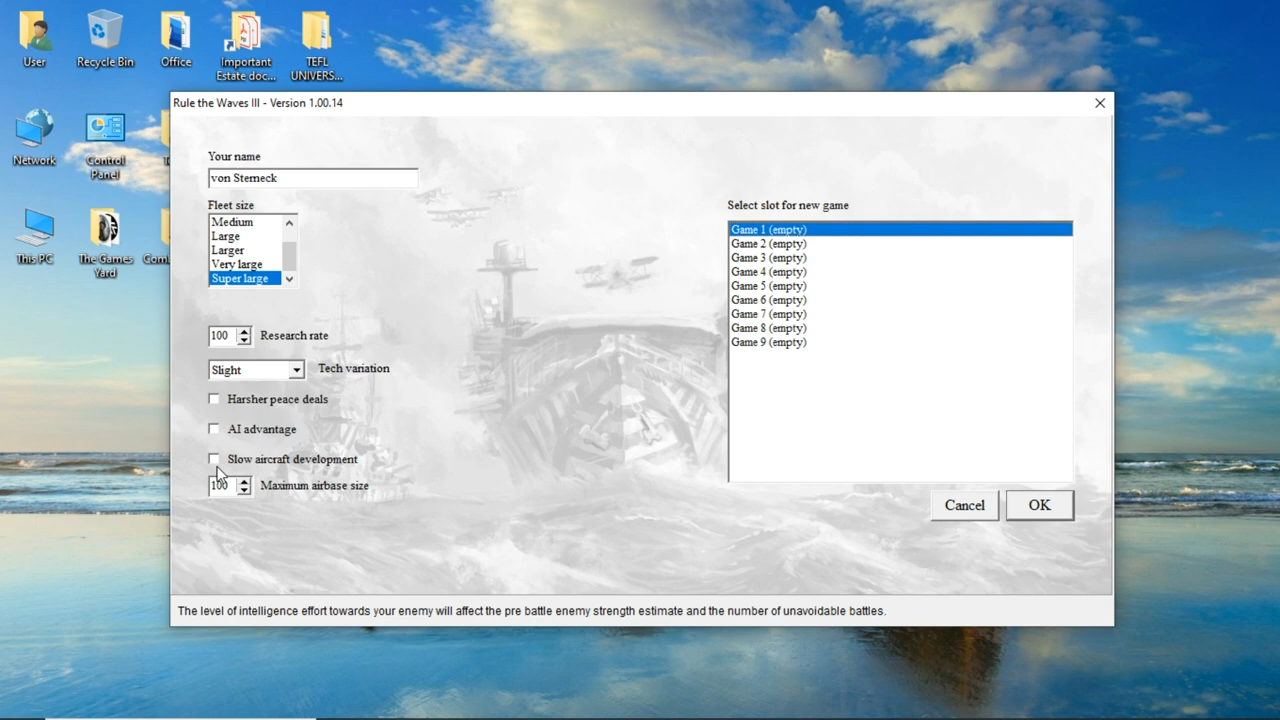 User
Recycle Bin
Office
Important
Estate doc...
TEFL
UNIVERS...
Network
Control
Panel
This PC
The Games
Yard
Rule the Waves III - Version 1.00.14
Your name
von Sterneck
Fleet size
Medium
Large
Larger
Very large
Super large
100 Research rate
Slight Tech variation
Harsher peace deals
AI advantage
Slow aircraft development
100 Maximum airbase size
Select slot for new game
Game 1 (empty)
Game 2 (empty)
Game 3 (empty)
Game 4 (empty)
Game 5 (empty)
Game 6 (empty)
Game 7 (empty)
Game 8 (empty)
Game 9 (empty)
Cancel OK
The level of intelligence effort towards your enemy will affect the pre battle enemy strength estimate and the number of unavoidable battles.